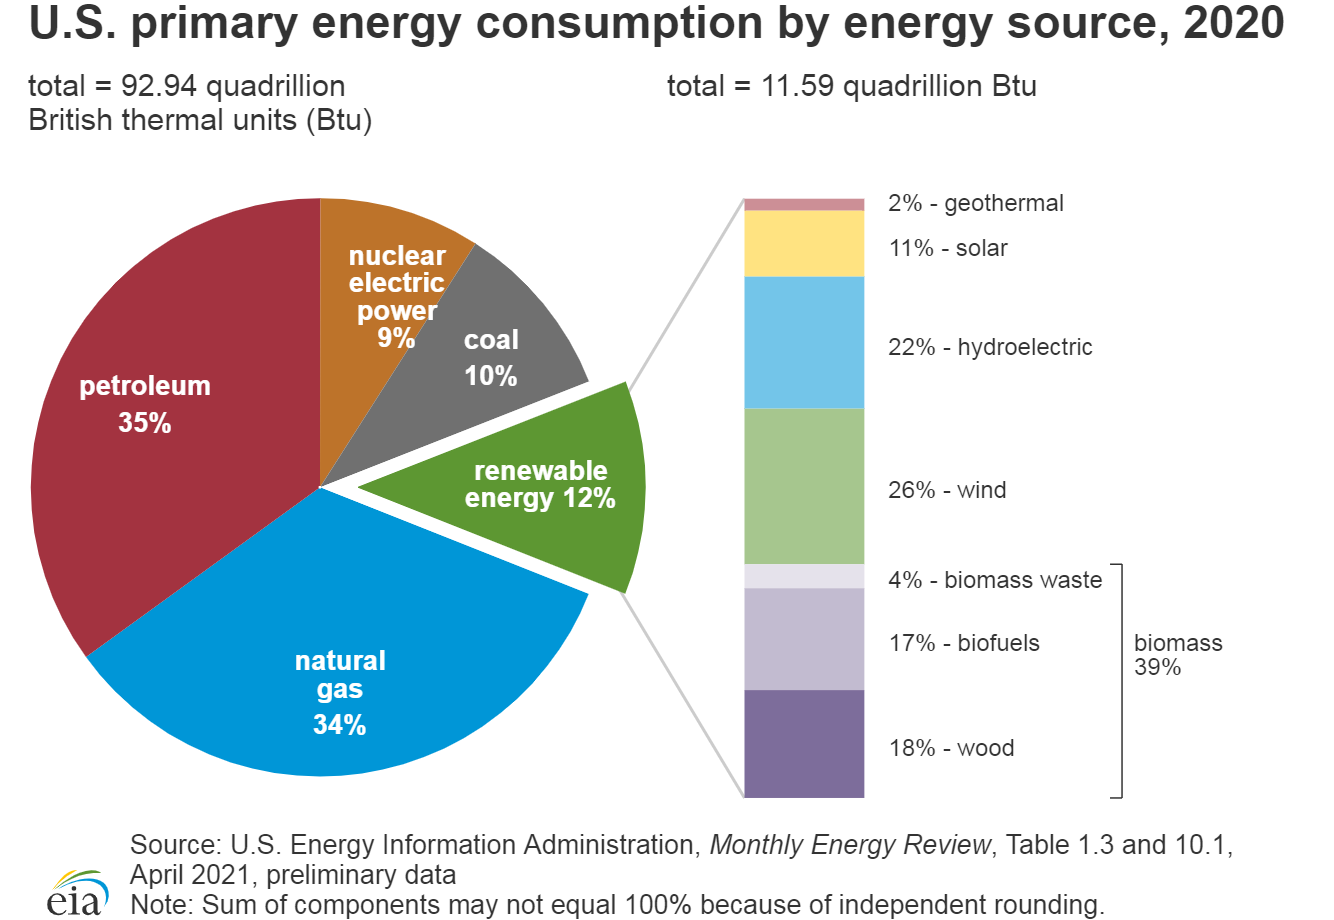 U.S. primary energy consumption by energy source, 2020
total = 92.94 quadrillion
British thermal units (Btu)
total = 11.59 quadrillion Btu
nuclear
electric
power
9%
coal
10%
petroleum
35%
renewable
energy 12%
natural
gas
34%
2% - geothermal
11% - solar
22% - hydroelectric
26% - wind
4% - biomass waste
17% - biofuels
18% - wood
biomass
39%
Source: U.S. Energy Information Administration, Monthly Energy Review, Table 1.3 and 10.1,
April 2021, preliminary data
Note: Sum of components may not equal 100% because of independent rounding.
eia